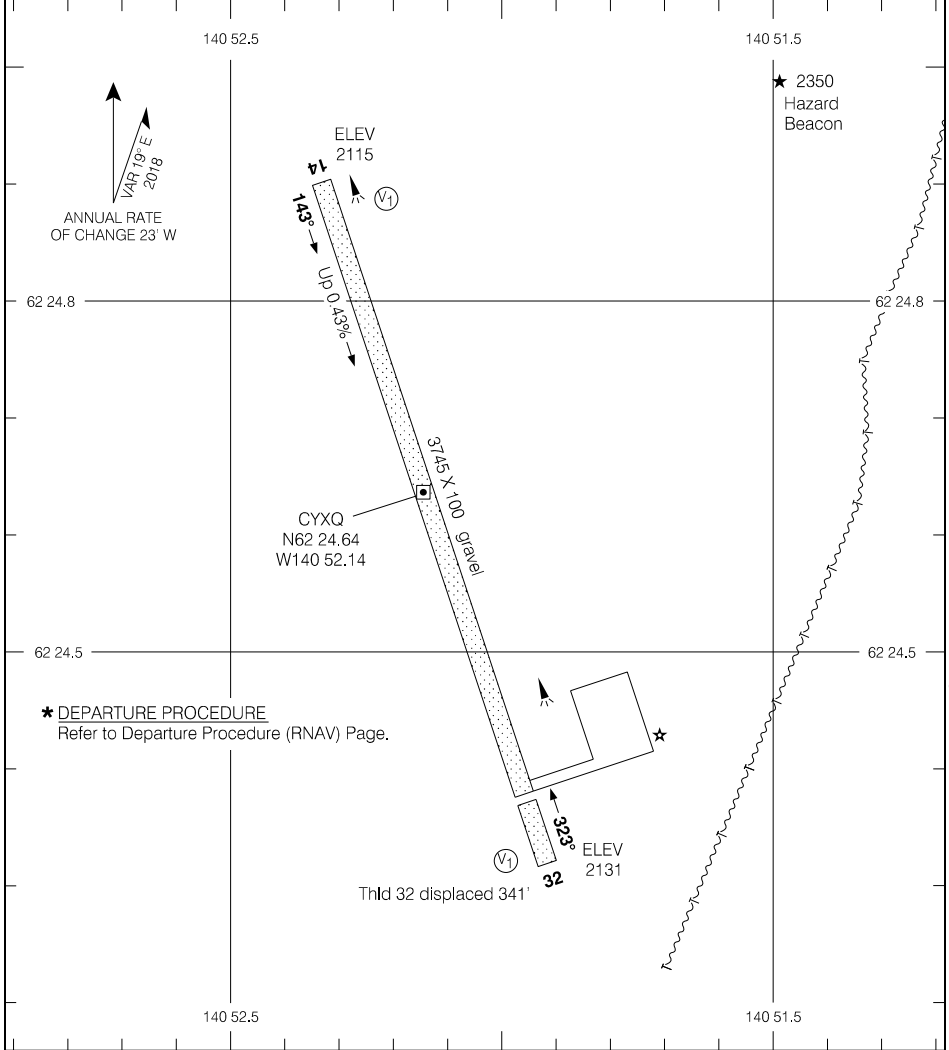 140 52.5
140 51.5
2350
Hazard
Beacon
VAR 19° E
2018
ANNUAL RATE
OF CHANGE 23' W
ELEV
2115
14
V1
143°
Up 0.43%
62 24.8
62 24.8
3745 X 100 gravel
CYXQ
N62 24.64
W140 52.14
62 24.5
62 24.5
* DEPARTURE PROCEDURE
Refer to Departure Procedure (RNAV) Page.
323°
ELEV
2131
V1
32
Thld 32 displaced 341'
140 52.5
140 51.5